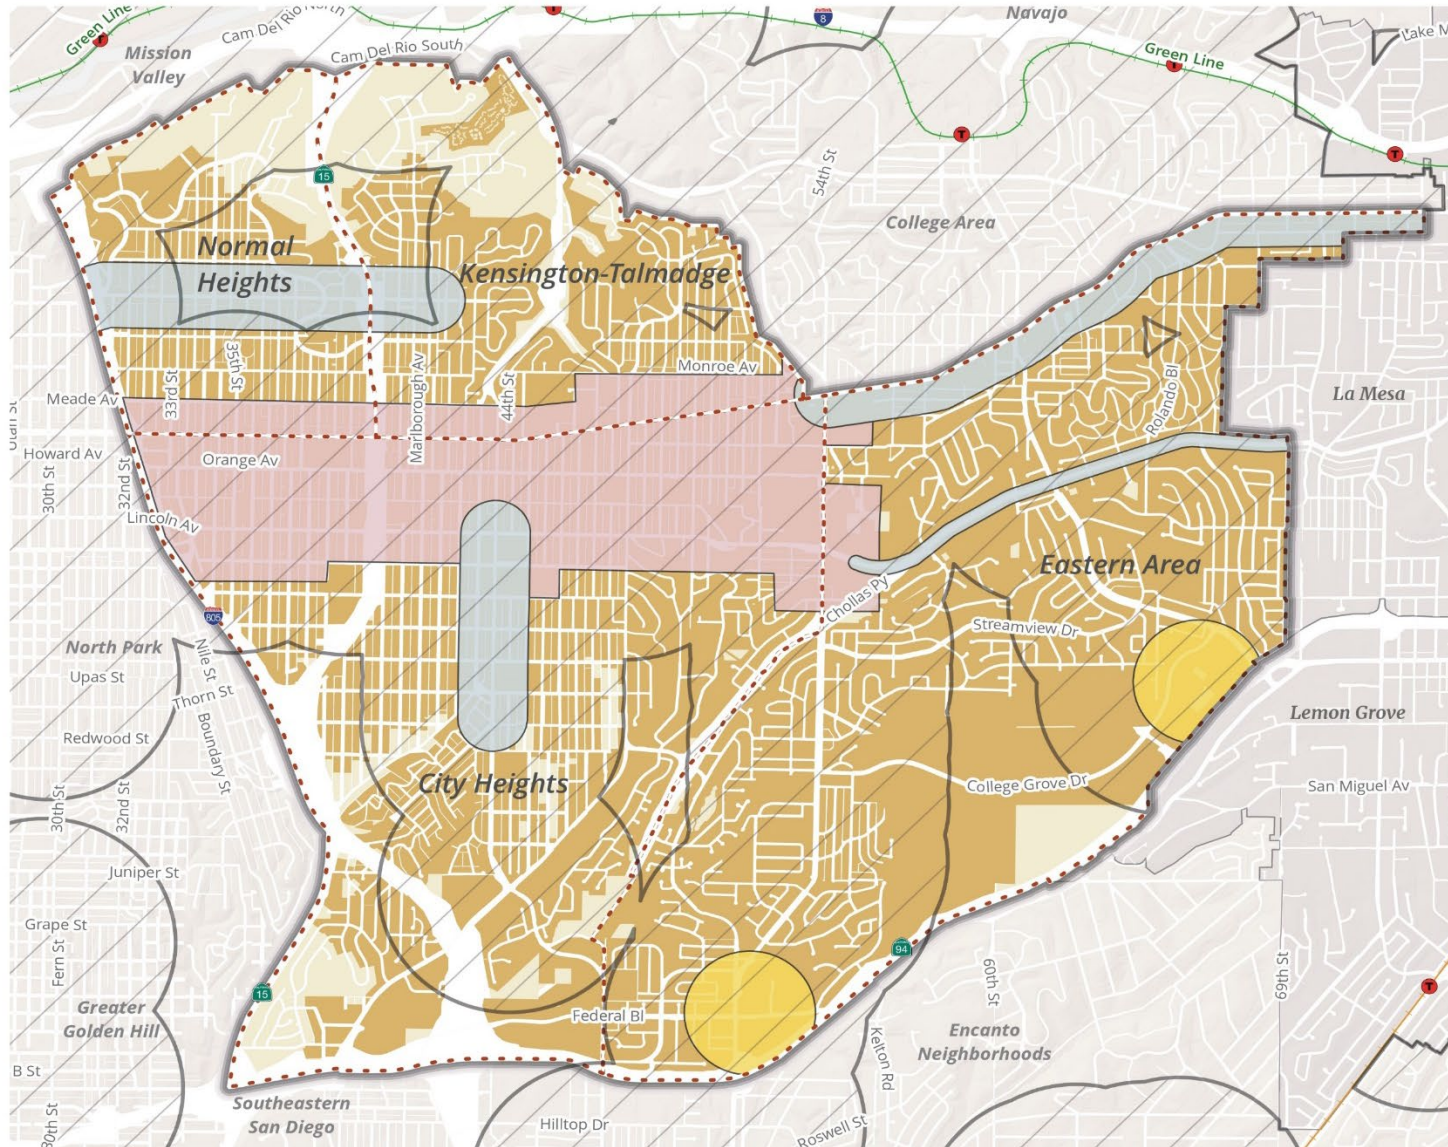 Green Line
Cam Del Rio North
8
Navajo
Lake M
Mission
Valley
Cam Del Rio South
Green Line
T
T
T
T
T
54th St
College Area
15
Normal
Heights
Kensington-Talmadge
35th St
33rd St
Marlborough Av
44th St
Monroe Av
Meade Av
Rolando Bl
La Mesa
Utah St
Howard Av
30th St
32nd St
Orange Av
Lincoln Av
Eastern Area
Chollas Py
Streamview Dr
805
North Park
Upas St
Nile St
Thorn St
Boundary St
Redwood St
Lemon Grove
City Heights
College Grove Dr
San Miguel Av
30th St
32nd St
Juniper St
Grape St
Fern St
94
60th St
69th St
T
15
Greater
Golden Hill
Federal Bl
Kelton Rd
Encanto
Neighborhoods
B St
30th St
Southeastern
San Diego
Hilltop Dr
Roswell St